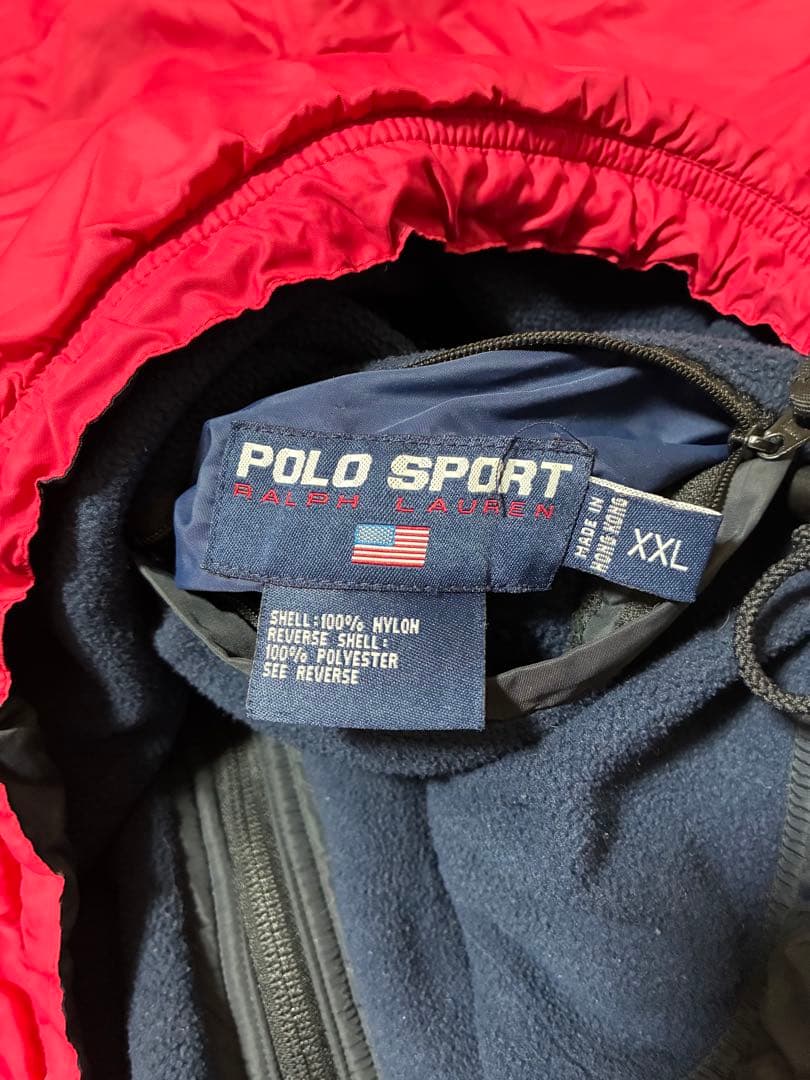 POLO SPORT
RALPH LAUREN
MADE IN
HONG KONG
XXL
SHELL:100% NYLON
REVERSE SHELL:
100% POLYESTER
SEE REVERSE